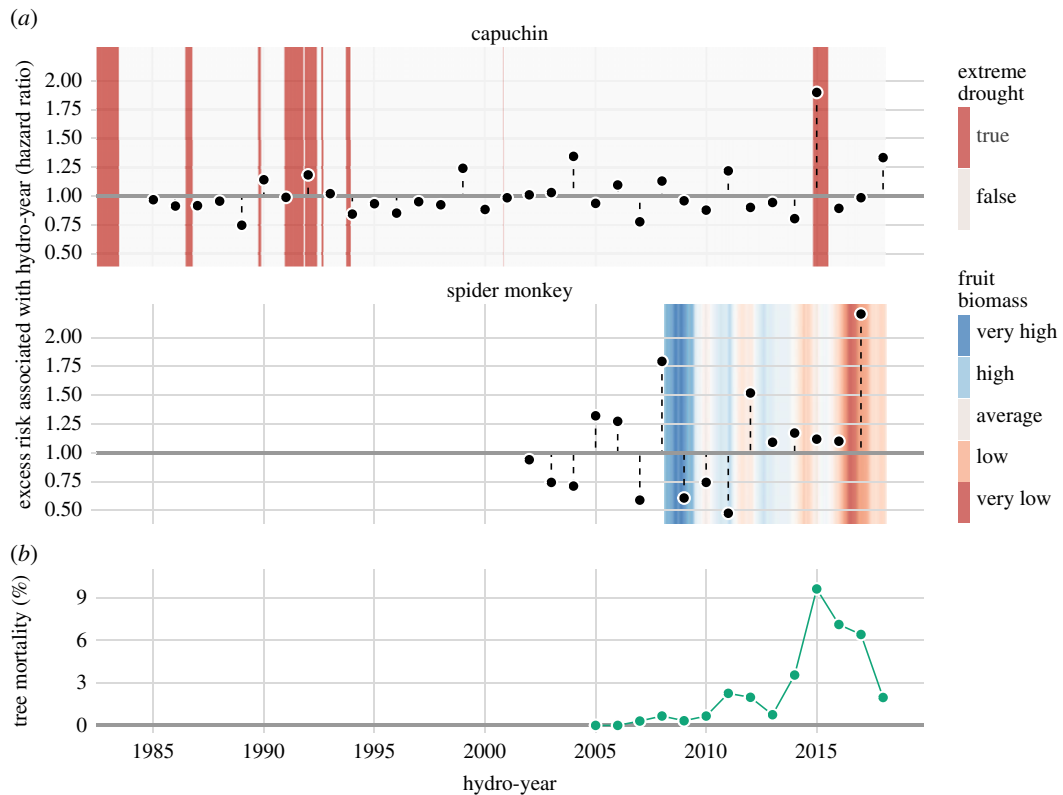 (a)
capuchin
excess risk associated with hydro-year (hazard ratio)
2.00
1.75
1.50
1.25
1.00
0.75
0.50
extreme
drought
true
false
spider monkey
2.00
1.75
1.50
1.25
1.00
0.75
0.50
fruit
biomass
very high
high
average
low
very low
(b)
tree mortality (%)
9
6
3
0
1985 1990 1995 2000 2005 2010 2015
hydro-year